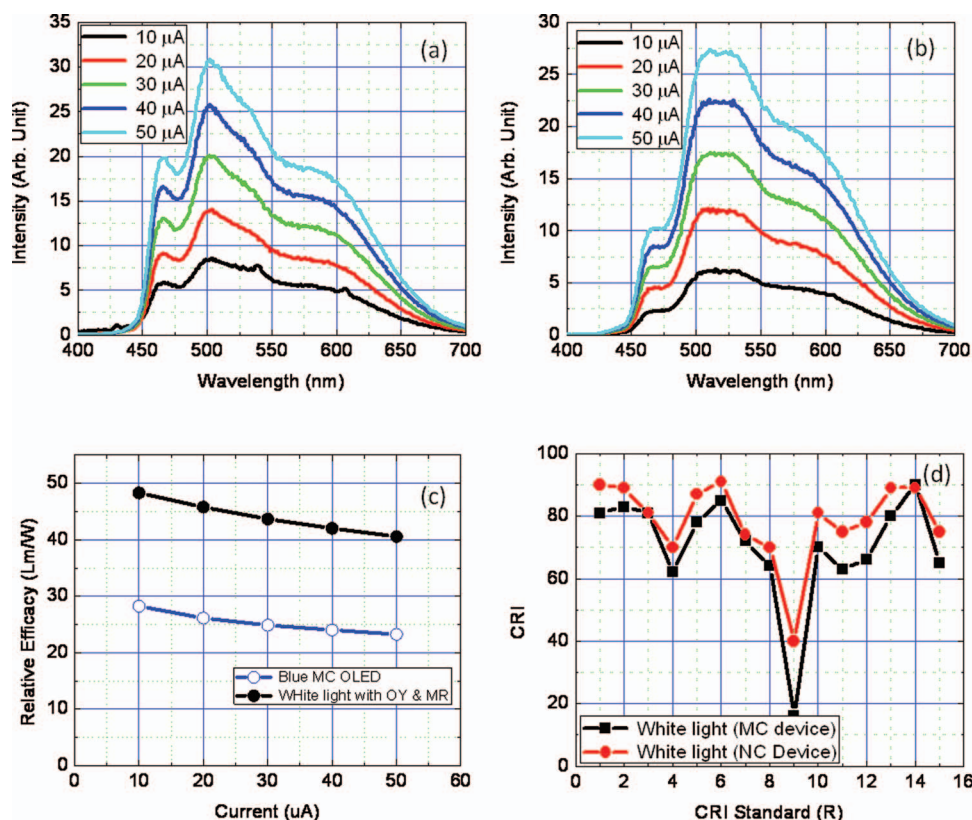 35
30
25
20
15
10
5
0
Intensity (Arb. Unit)
10 μA
20 μA
30 μA
40 μA
50 μA
(a)
400 450 500 550 600 650 700
Wavelength (nm)
30
25
20
15
10
5
0
Intensity (Arb. Unit)
10 μA
20 μA
30 μA
40 μA
50 μA
(b)
400 450 500 550 600 650 700
Wavelength (nm)
50
40
30
20
10
0
Relative Efficacy (Lm/W)
(c)
Blue MC OLED
WHite light with OY & MR
0 10 20 30 40 50 60
Current (uA)
100
80
60
40
20
0
CRI
(d)
White light (MC device)
White light (NC Device)
0 2 4 6 8 10 12 14 16
CRI Standard (R)